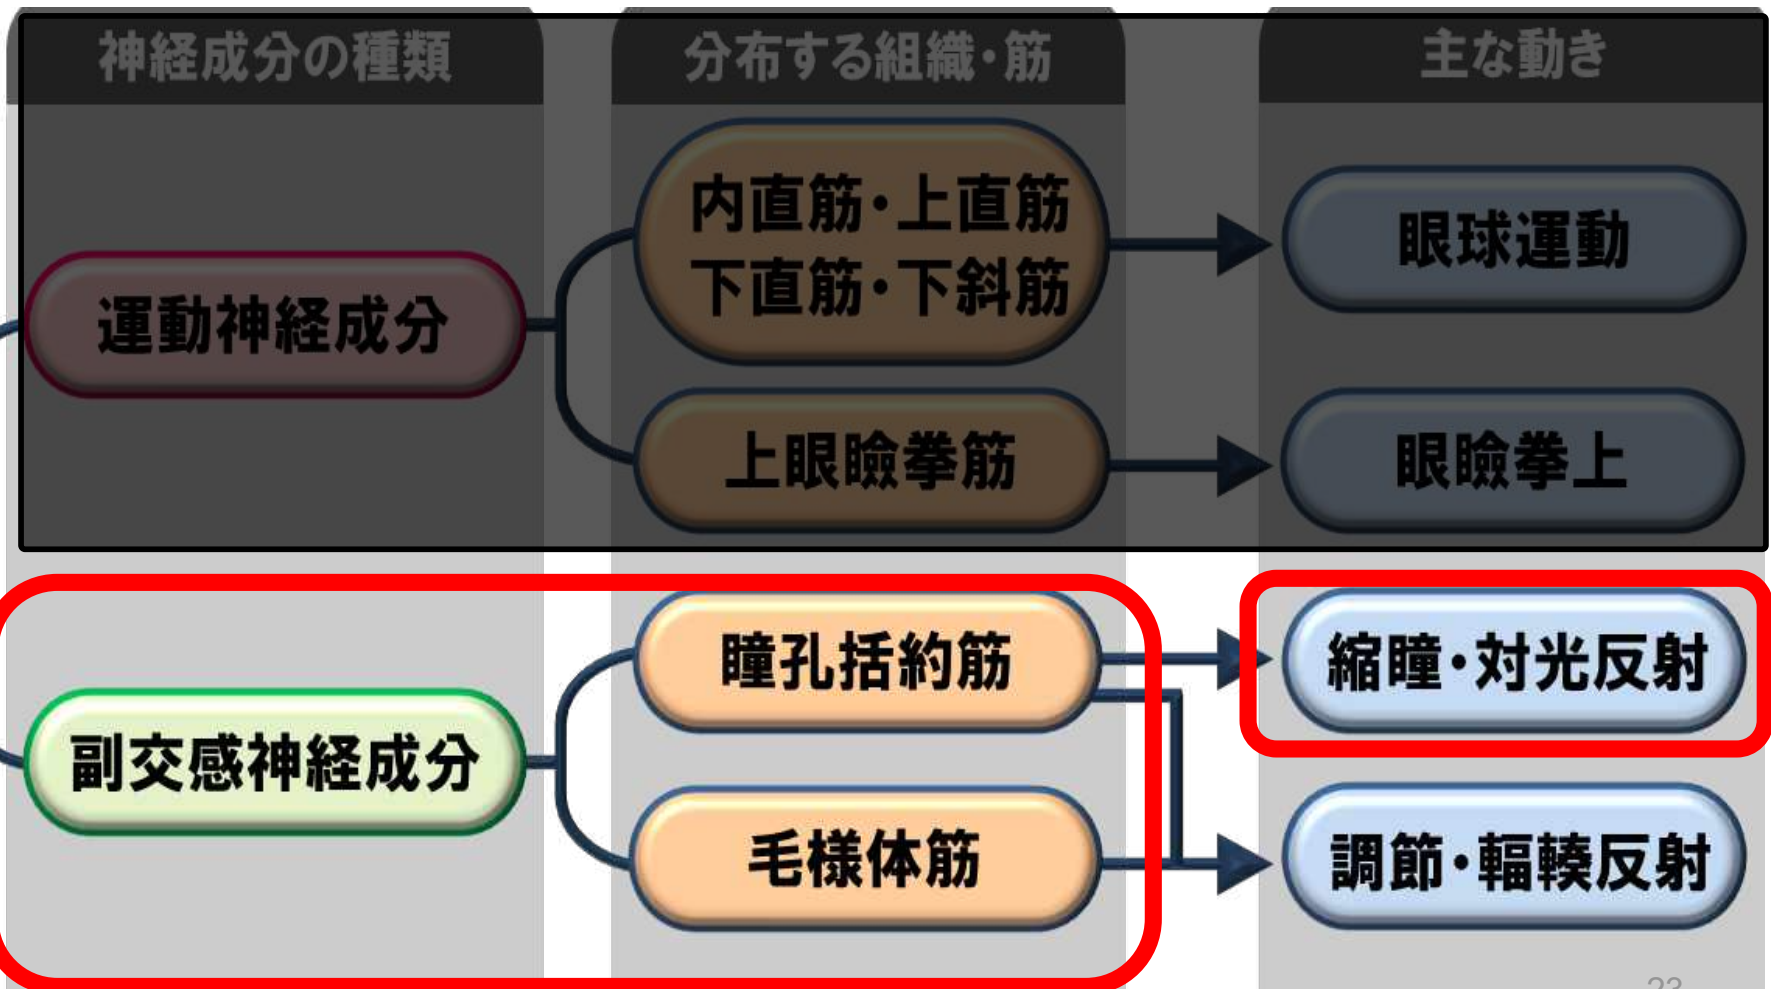 神経成分の種類
分布する組織・筋
主な動き
運動神経成分
内直筋・上直筋
下直筋・下斜筋
眼球運動
上眼瞼挙筋
眼瞼挙上
副交感神経成分
瞳孔括約筋
縮瞳・対光反射
毛様体筋
調節・輻輳反射
23